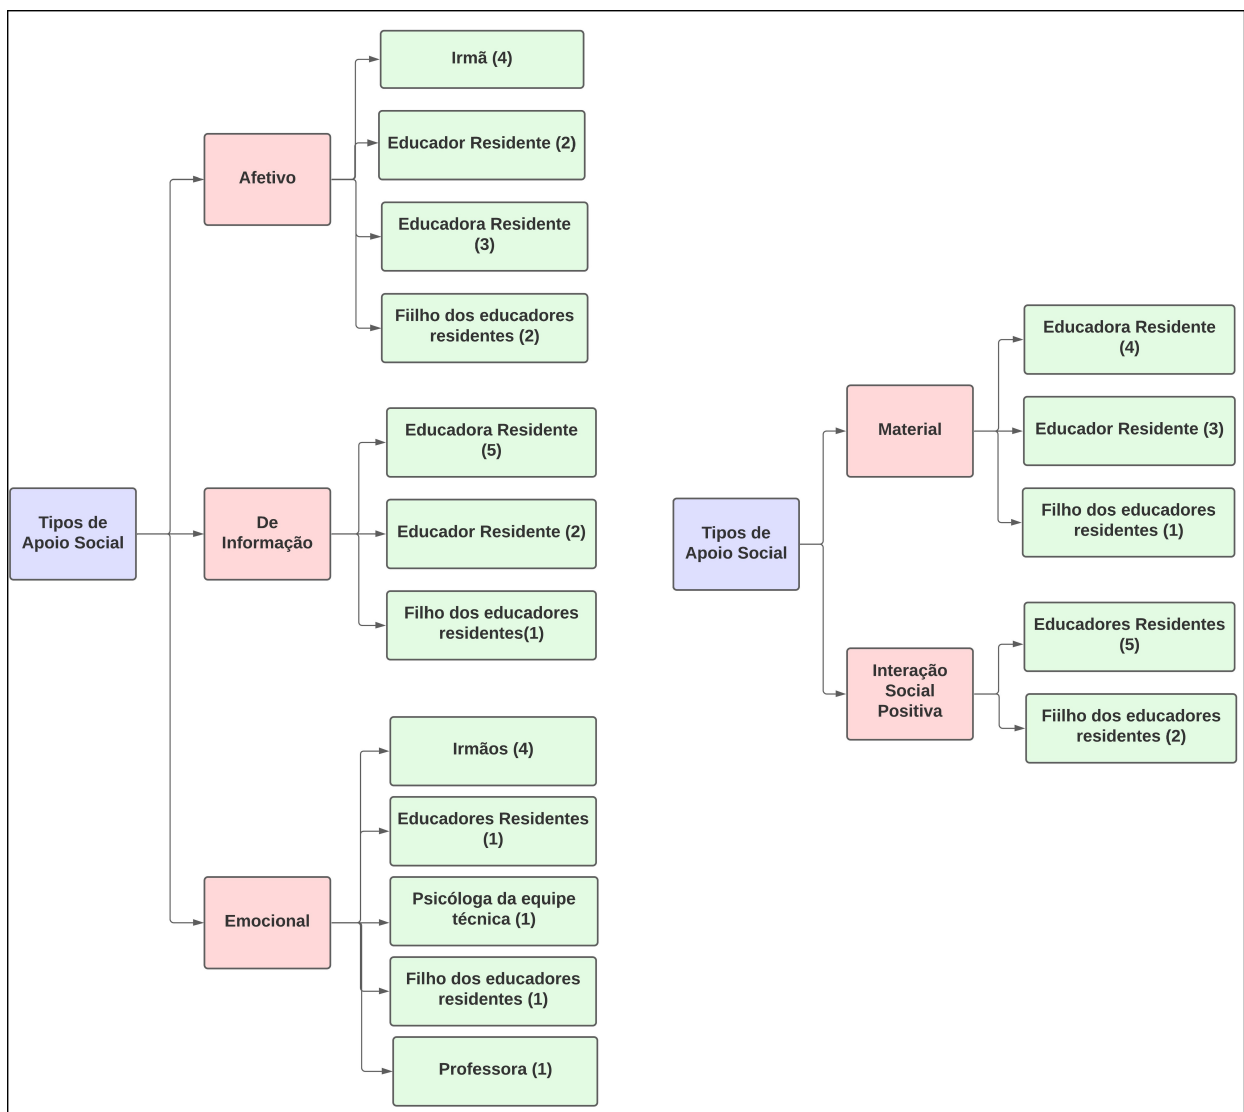 Tipos de
Apoio Social
Afetivo
Irmã (4)
Educador Residente (2)
Educadora Residente
(3)
Fiilho dos educadores
residentes (2)
De
Informação
Educadora Residente
(5)
Educador Residente (2)
Filho dos educadores
residentes(1)
Emocional
Irmãos (4)
Educadores Residentes
(1)
Psicóloga da equipe
técnica (1)
Filho dos educadores
residentes (1)
Professora (1)
Tipos de
Apoio Social
Material
Educadora Residente
(4)
Educador Residente (3)
Filho dos educadores
residentes (1)
Interação
Social
Positiva
Educadores Residentes
(5)
Fiilho dos educadores
residentes (2)